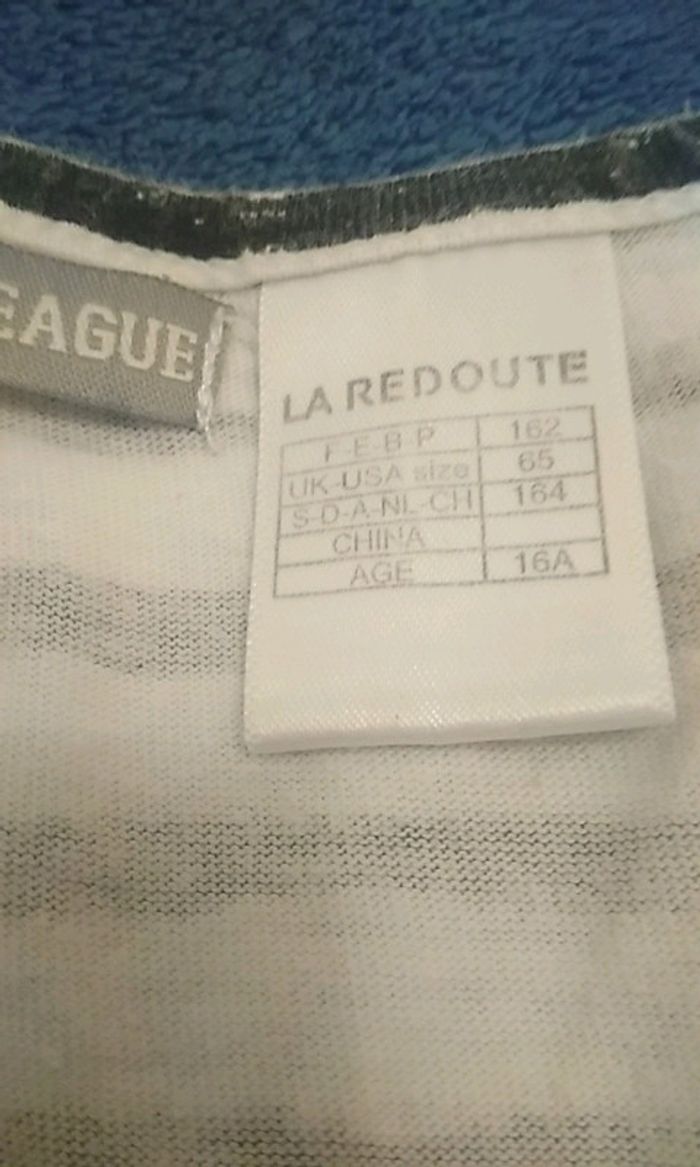 EAGUE
LA REDOUTE
F-E-B-P 162
UK-USA size 65
S-D-A-NL-CH 164
CHINA
AGE 16A